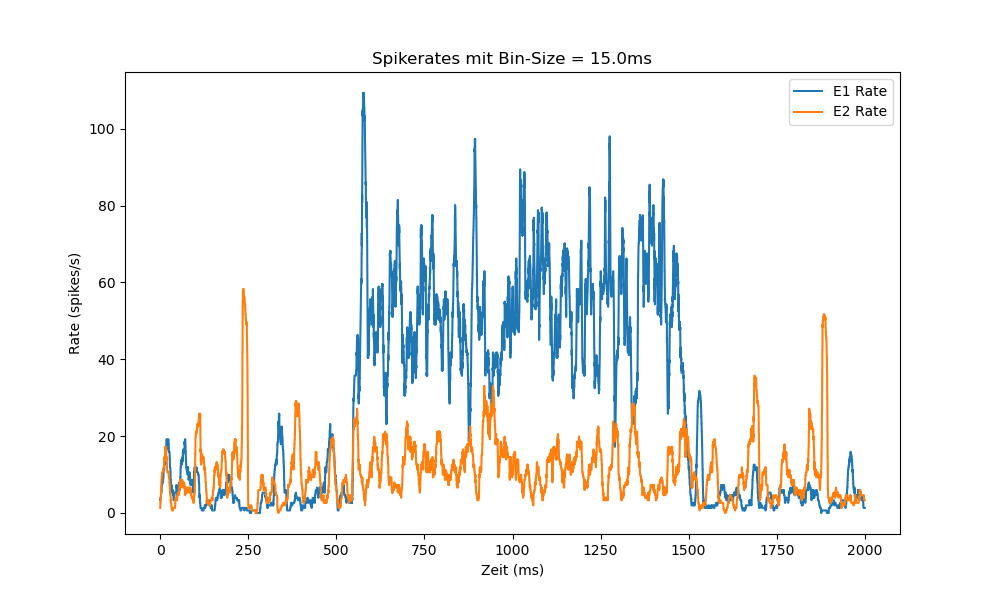 Spikerates mit Bin-Size = 15.0ms
E1 Rate
E2 Rate
Rate (spikes/s)
100
80
60
40
20
0
0 250 500 750 1000 1250 1500 1750 2000
Zeit (ms)